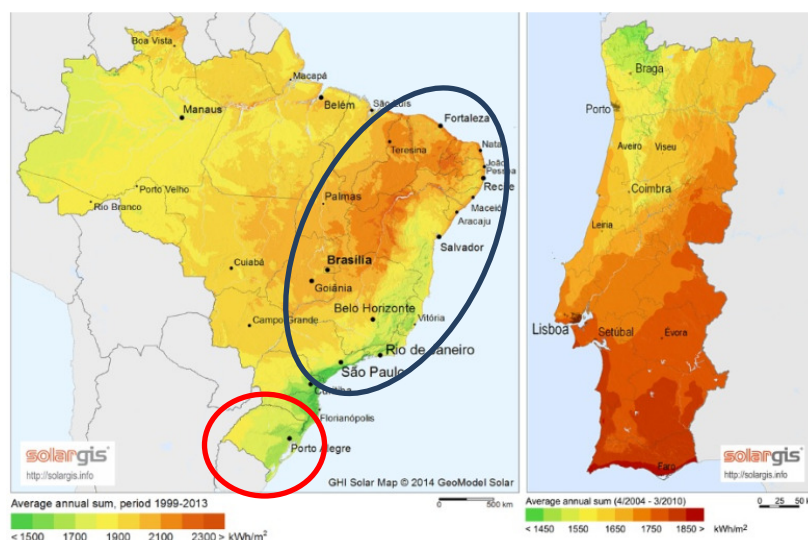 Boa Vista
Macapá
Manaus
Belém
São Luís
Fortaleza
Teresina
Natal
João
Pessoa
Recife
Porto Velho
Rio Branco
Palmas
Maceió
Aracaju
Salvador
Cuiabá
Brasília
Goiânia
Belo Horizonte
Vitória
Campo Grande
Rio de Janeiro
São Paulo
Curitiba
Florianópolis
Porto Alegre
solargis
http://solargis.info
GHI Solar Map © 2014 GeoModel Solar
Average annual sum, period 1999-2013
0 500 km
< 1500 1700 1900 2100 2300 > kWh/m²
Braga
Porto
Aveiro Viseu
Coimbra
Leiria
Lisboa
Setúbal
Évora
Faro
solargis
http://solargis.info
Average annual sum (4/2004 - 3/2010)
0 25 50 k
< 1450 1550 1650 1750 1850 > kWh/m²